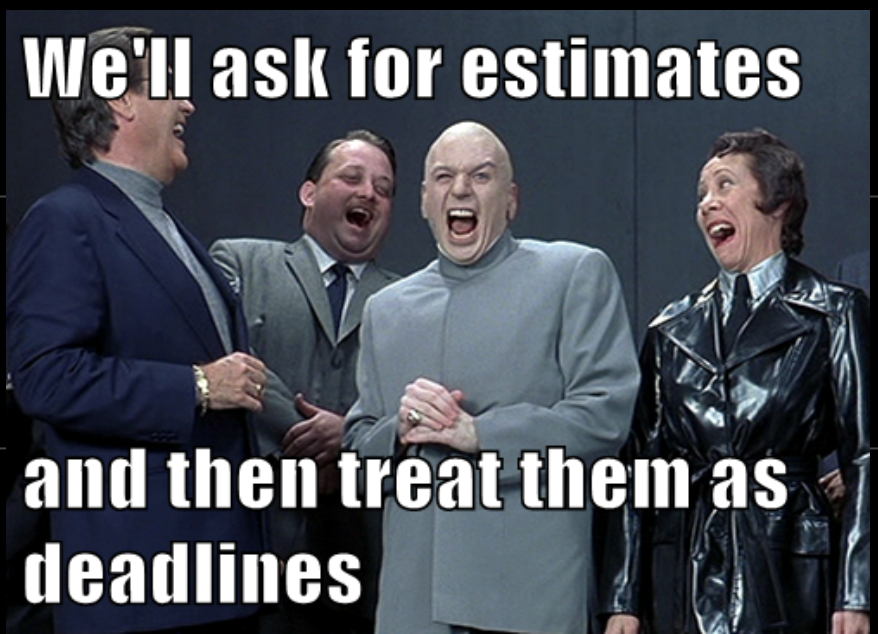 We'll ask for estimates
and then treat them as
deadlines